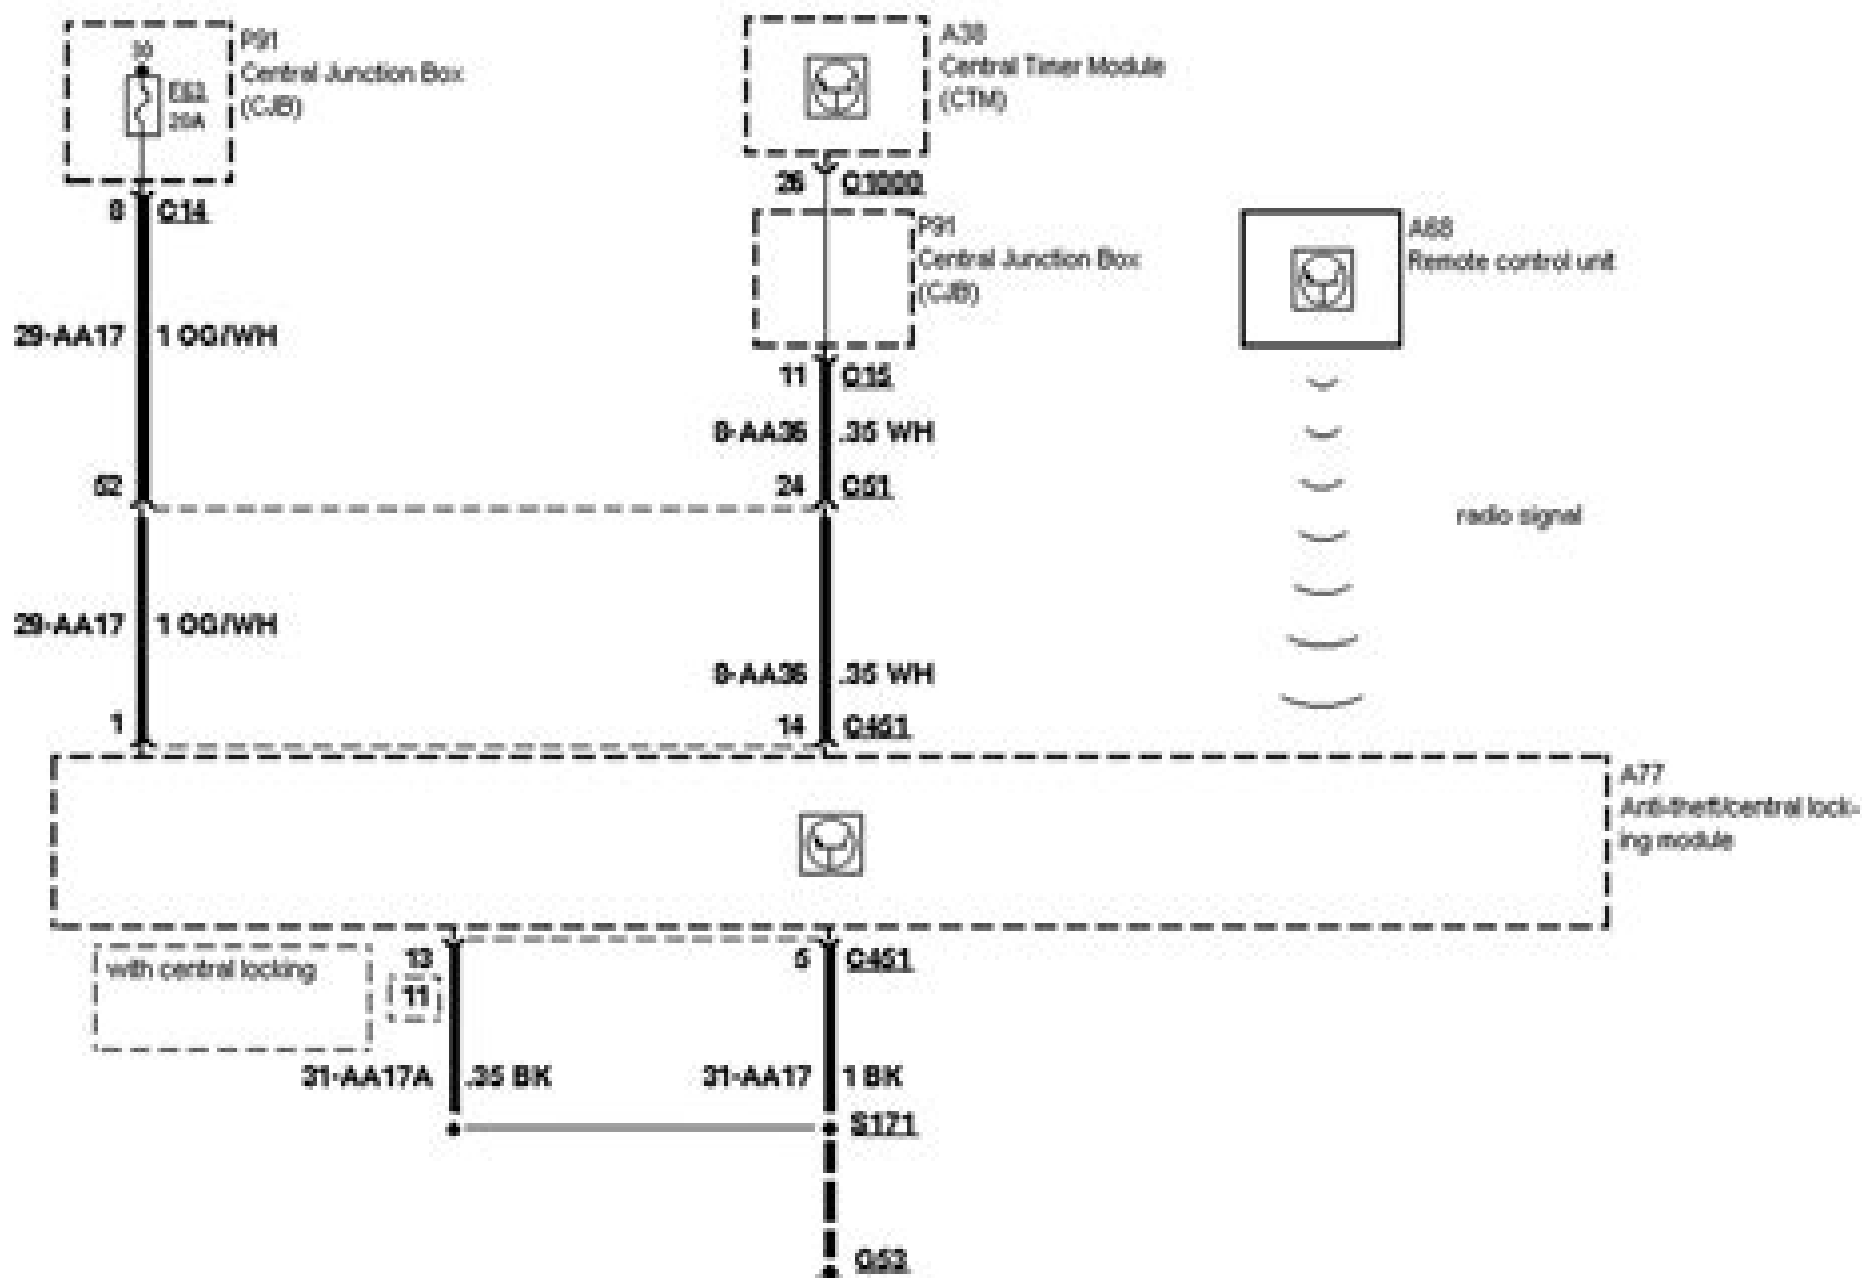 30
F63
20A
P91
Central Junction Box
(CJB)
8 C14
29-AA17 1 OG/WH
52
29-AA17 1 OG/WH
1
A38
Central Timer Module
(CTM)
26 C1000
P91
Central Junction Box
(CJB)
11 C15
8-AA36 .35 WH
24 C51
8-AA36 .35 WH
14 C451
A68
Remote control unit
radio signal
A77
Anti-theft/central lock-
ing module
with central locking
13
11
5 C451
31-AA17A .35 BK
31-AA17 1 BK
S171
G53